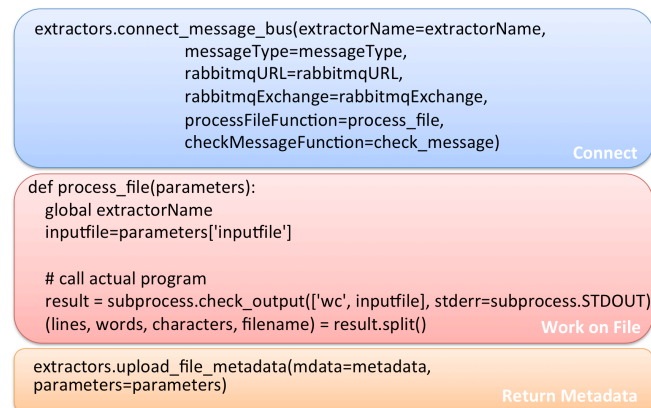 extractors.connect_message_bus(extractorName=extractorName,
messageType=messageType,
rabbitmqURL=rabbitmqURL,
rabbitmqExchange=rabbitmqExchange,
processFileFunction=process_file,
checkMessageFunction=check_message)
Connect
def process_file(parameters):
global extractorName
inputfile=parameters['inputfile']
# call actual program
result = subprocess.check_output(['wc', inputfile], stderr=subprocess.STDOUT)
(lines, words, characters, filename) = result.split()
Work on File
extractors.upload_file_metadata(mdata=metadata,
parameters=parameters)
Return Metadata